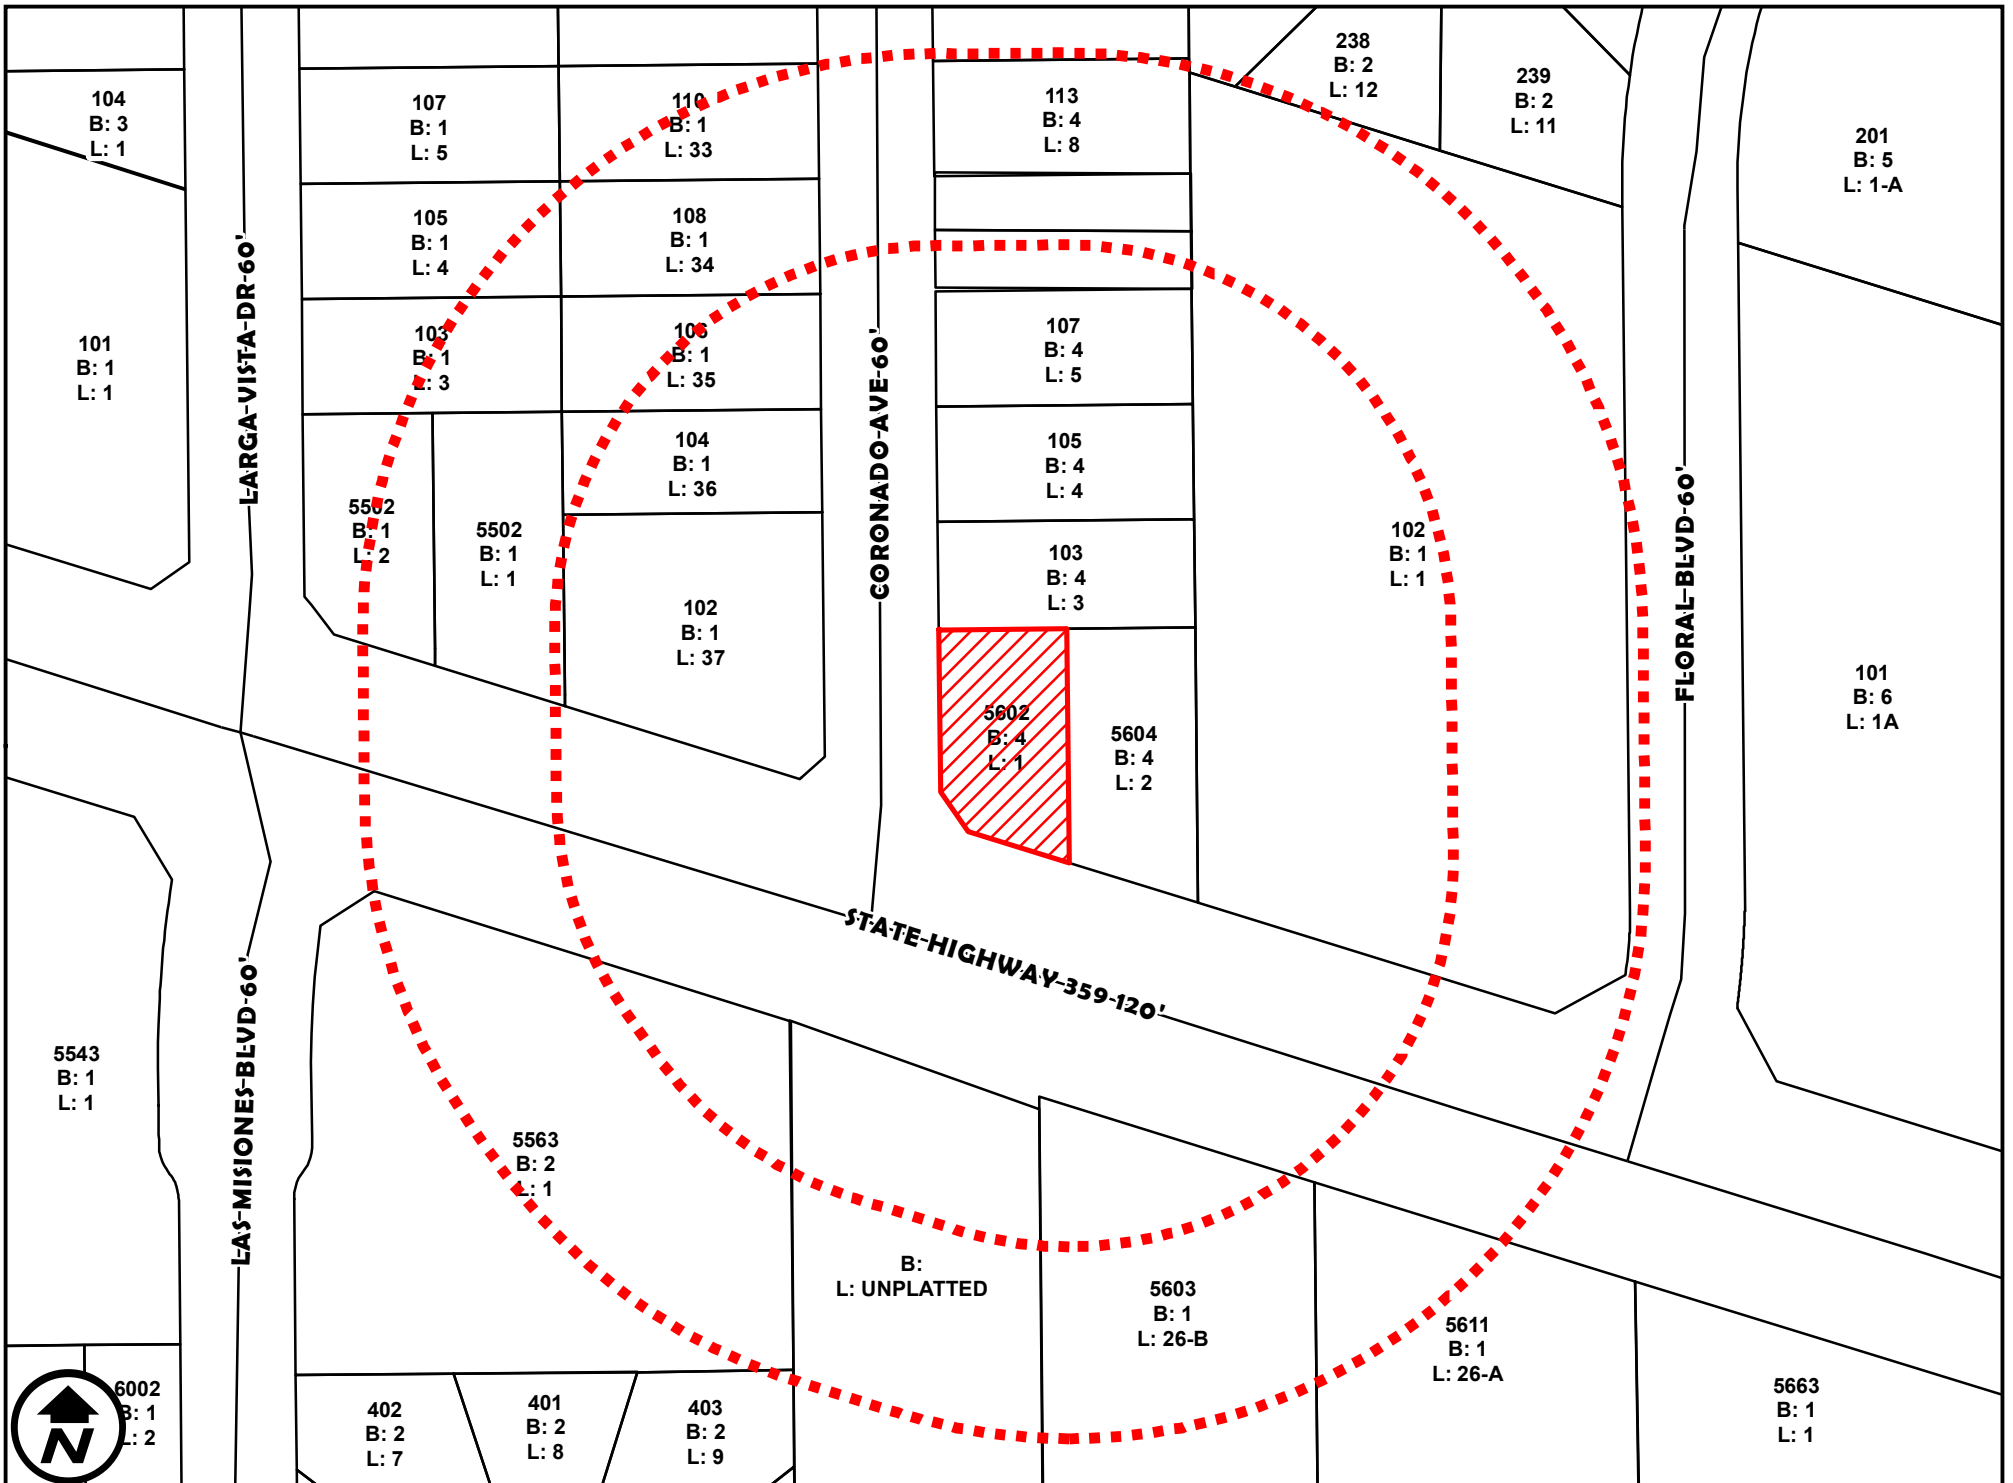 104
B: 3
L: 1
107
B: 1
L: 5
110
B: 1
L: 33
113
B: 4
L: 8
238
B: 2
L: 12
239
B: 2
L: 11
201
B: 5
L: 1-A
105
B: 1
L: 4
108
B: 1
L: 34
101
B: 1
L: 1
LARGA-VISTA-DR-60'
103
B: 1
L: 3
106
B: 1
L: 35
CORONADO-AVE-60'
107
B: 4
L: 5
104
B: 1
L: 36
105
B: 4
L: 4
5502
B: 1
L: 2
5502
B: 1
L: 1
103
B: 4
L: 3
102
B: 1
L: 1
FLORAL-BLVD-60'
102
B: 1
L: 37
5602
B: 4
L: 1
5604
B: 4
L: 2
101
B: 6
L: 1A
STATE-HIGHWAY-359-120'
5543
B: 1
L: 1
LAS-MISIONES-BLVD-60'
5563
B: 2
L: 1
B:
L: UNPLATTED
5603
B: 1
L: 26-B
5611
B: 1
L: 26-A
6002
B: 1
L: 2
402
B: 2
L: 7
401
B: 2
L: 8
403
B: 2
L: 9
5663
B: 1
L: 1
N